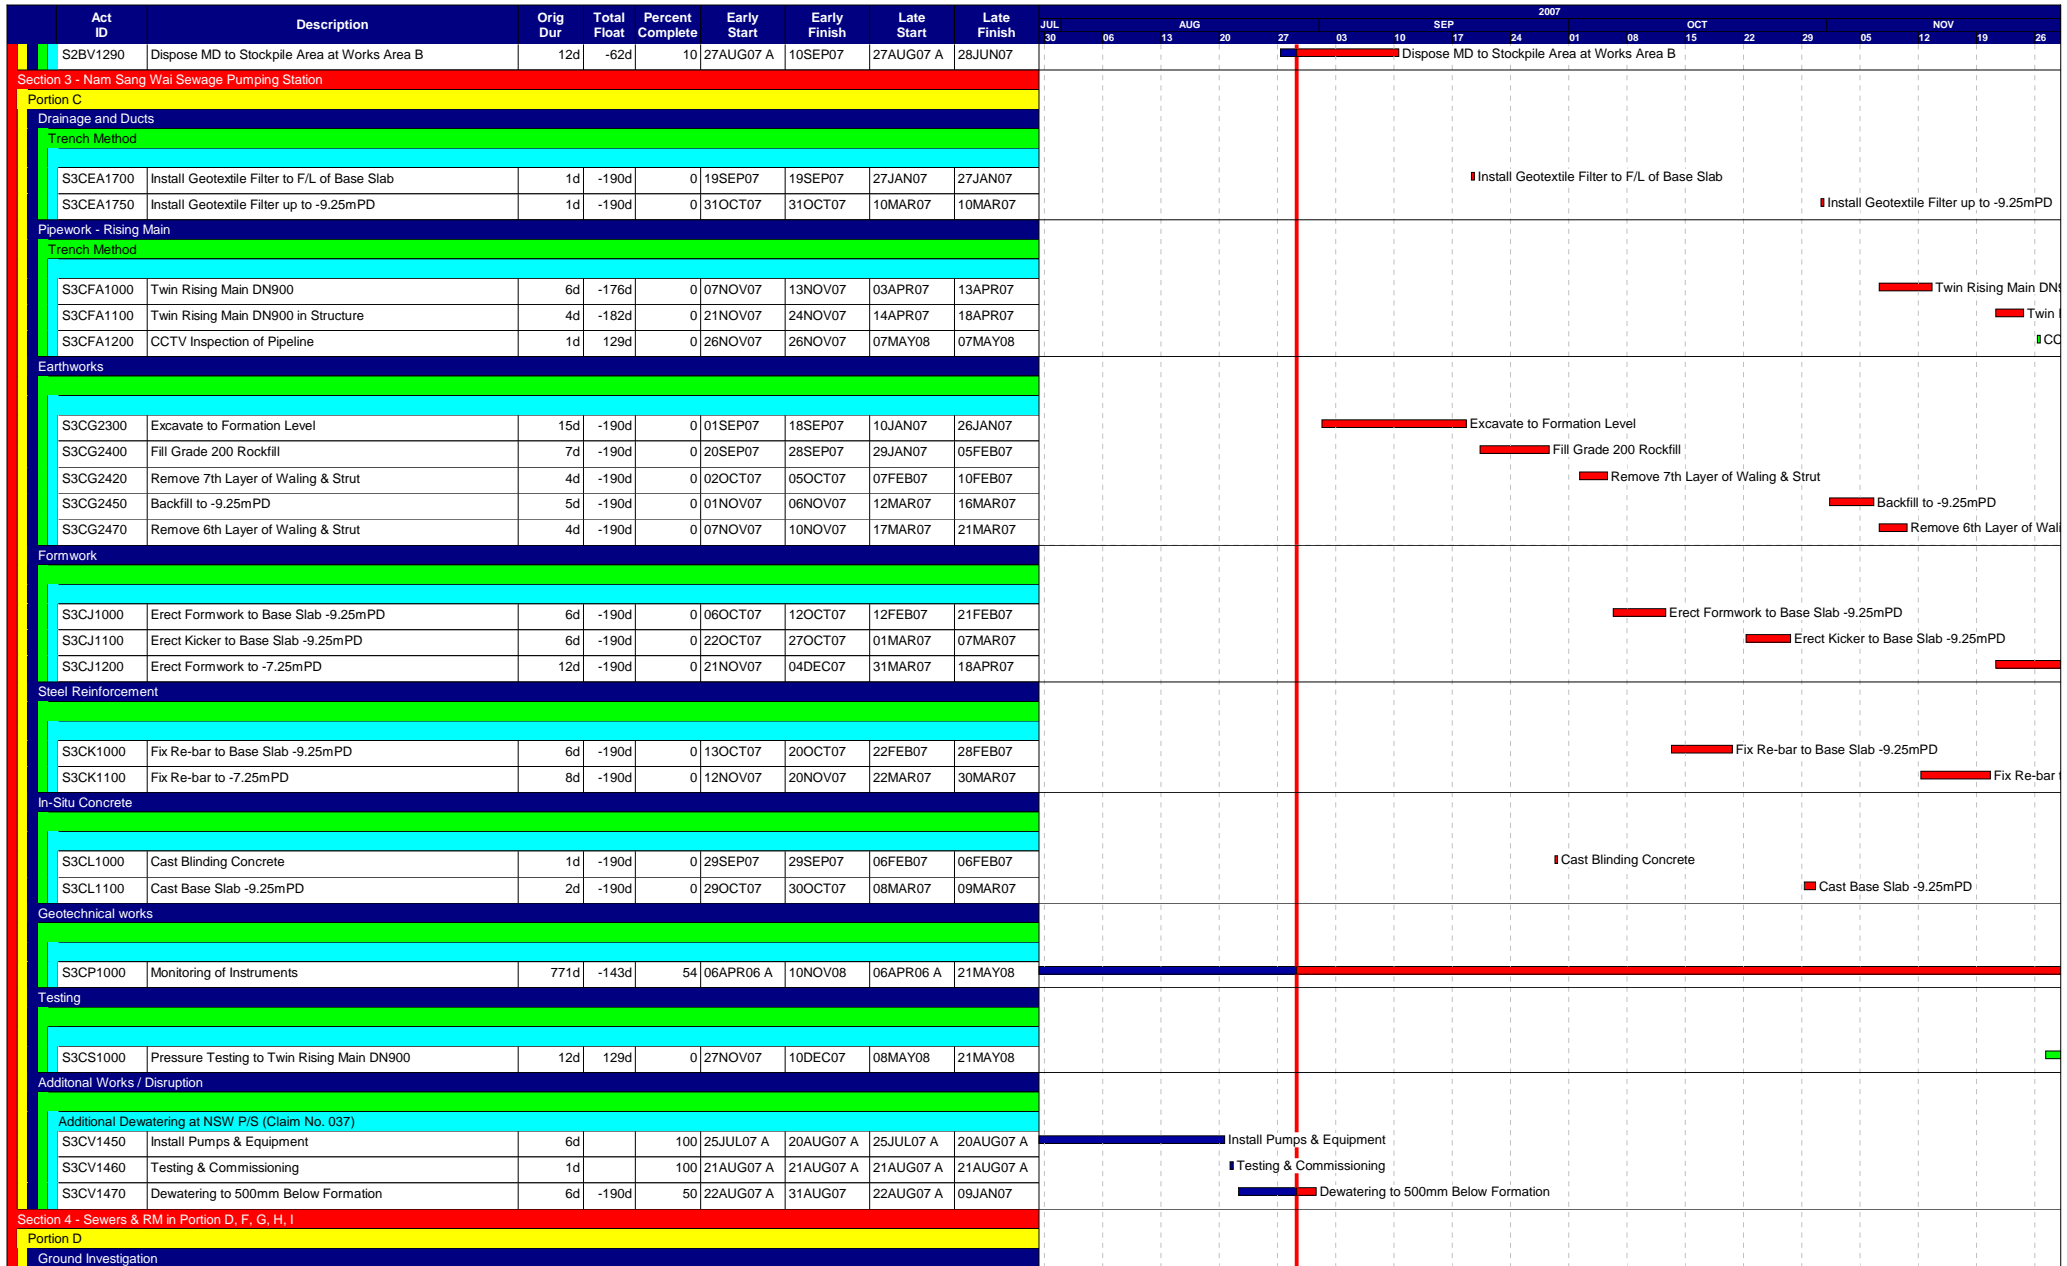 Act ID Description Orig Dur Total Float Percent Complete Early Start Early Finish Late Start Late Finish
2007
JUL AUG SEP OCT NOV
30 06 13 20 27 03 10 15 24 01 08 15 22 29 05 12 19 26
S2BV1290 Dispose MD to Stockpile Area at Works Area B 12d -62d 10 27AUG07 A 10SEP07 27AUG07 A 28JUN07 Dispose MD to Stockpile Area at Works Area B
Section 3 - Nam Sang Wai Sewage Pumping Station
Portion C
Drainage and Ducts
Trench Method
S3CEA1700 Install Geotextile Filter to F/L of Base Slab 1d -190d 0 19SEP07 19SEP07 27JAN07 27JAN07 Install Geotextile Filter to F/L of Base Slab
S3CEA1750 Install Geotextile Filter up to -9.25mPD 1d -190d 0 31OCT07 31OCT07 10MAR07 10MAR07 Install Geotextile Filter up to -9.25mPD
Pipework - Rising Main
Trench Method
S3CFA1000 Twin Rising Main DN900 6d -176d 0 07NOV07 13NOV07 03APR07 13APR07 Twin Rising Main DN9
S3CFA1100 Twin Rising Main DN900 in Structure 4d -182d 0 21NOV07 24NOV07 14APR07 18APR07 Twin
S3CFA1200 CCTV Inspection of Pipeline 1d 129d 0 26NOV07 26NOV07 07MAY08 07MAY08 CC
Earthworks
S3CG2300 Excavate to Formation Level 15d -190d 0 01SEP07 18SEP07 10JAN07 26JAN07 Excavate to Formation Level
S3CG2400 Fill Grade 200 Rockfill 7d -190d 0 20SEP07 28SEP07 29JAN07 05FEB07 Fill Grade 200 Rockfill
S3CG2420 Remove 7th Layer of Waling & Strut 4d -190d 0 02OCT07 05OCT07 07FEB07 10FEB07 Remove 7th Layer of Waling & Strut
S3CG2450 Backfill to -9.25mPD 5d -190d 0 01NOV07 06NOV07 12MAR07 16MAR07 Backfill to -9.25mPD
S3CG2470 Remove 6th Layer of Waling & Strut 4d -190d 0 07NOV07 10NOV07 17MAR07 21MAR07 Remove 6th Layer of Wali
Formwork
S3CJ1000 Erect Formwork to Base Slab -9.25mPD 6d -190d 0 06OCT07 12OCT07 12FEB07 21FEB07 Erect Formwork to Base Slab -9.25mPD
S3CJ1100 Erect Kicker to Base Slab -9.25mPD 6d -190d 0 22OCT07 27OCT07 01MAR07 07MAR07 Erect Kicker to Base Slab -9.25mPD
S3CJ1200 Erect Formwork to -7.25mPD 12d -190d 0 21NOV07 04DEC07 31MAR07 18APR07
Steel Reinforcement
S3CK1000 Fix Re-bar to Base Slab -9.25mPD 6d -190d 0 13OCT07 20OCT07 22FEB07 28FEB07 Fix Re-bar to Base Slab -9.25mPD
S3CK1100 Fix Re-bar to -7.25mPD 8d -190d 0 12NOV07 20NOV07 22MAR07 30MAR07 Fix Re-bar
In-Situ Concrete
S3CL1000 Cast Blinding Concrete 1d -190d 0 29SEP07 29SEP07 06FEB07 06FEB07 Cast Blinding Concrete
S3CL1100 Cast Base Slab -9.25mPD 2d -190d 0 29OCT07 30OCT07 08MAR07 09MAR07 Cast Base Slab -9.25mPD
Geotechnical works
S3CP1000 Monitoring of Instruments 771d -143d 54 06APR06 A 10NOV08 06APR06 A 21MAY08
Testing
S3CS1000 Pressure Testing to Twin Rising Main DN900 12d 129d 0 27NOV07 10DEC07 08MAY08 21MAY08
Additonal Works / Disruption
Additional Dewatering at NSW P/S (Claim No. 037)
S3CV1450 Install Pumps & Equipment 6d 100 25JUL07 A 20AUG07 A 25JUL07 A 20AUG07 A Install Pumps & Equipment
S3CV1460 Testing & Commissioning 1d 100 21AUG07 A 21AUG07 A 21AUG07 A 21AUG07 A Testing & Commissioning
S3CV1470 Dewatering to 500mm Below Formation 6d -190d 50 22AUG07 A 31AUG07 22AUG07 A 09JAN07 Dewatering to 500mm Below Formation
Section 4 - Sewers & RM in Portion D, F, G, H, I
Portion D
Ground Investigation